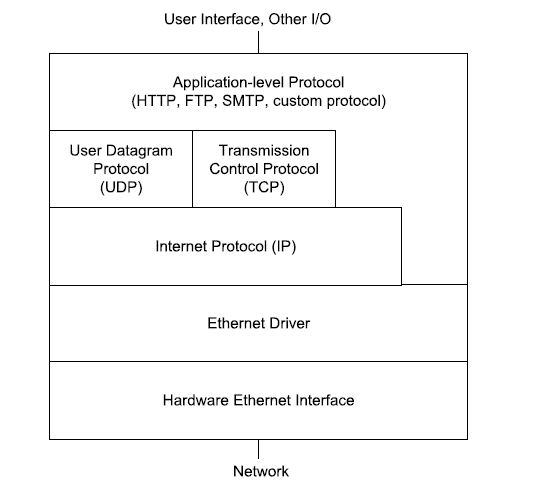 User Interface, Other I/O
Application-level Protocol
(HTTP, FTP, SMTP, custom protocol)
User Datagram
Protocol
(UDP)
Transmission
Control Protocol
(TCP)
Internet Protocol (IP)
Ethernet Driver
Hardware Ethernet Interface
Network